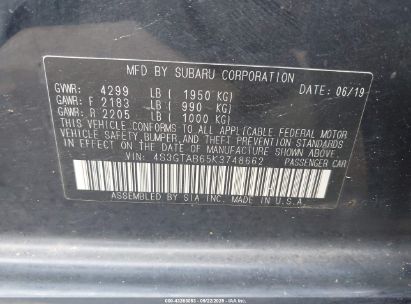 MFD BY SUBARU CORPORATION DATE: 06/19
GVWR: 4299 LB ( 1950 KG)
GAWR: F 2183 LB ( 990 KG)
GAWR: R 2205 LB ( 1000 KG)
THIS VEHICLE CONFORMS TO ALL APPLICABLE FEDERAL MOTOR
VEHICLE SAFETY, BUMPER, AND THEFT PREVENTION STANDARDS
IN EFFECT ON THE DATE OF MANUFACTURE SHOWN ABOVE.
VIN: 4S3GTAB65K3748662 PASSENGER CAR
ASSEMBLED BY SIA INC. MADE IN U.S.A.